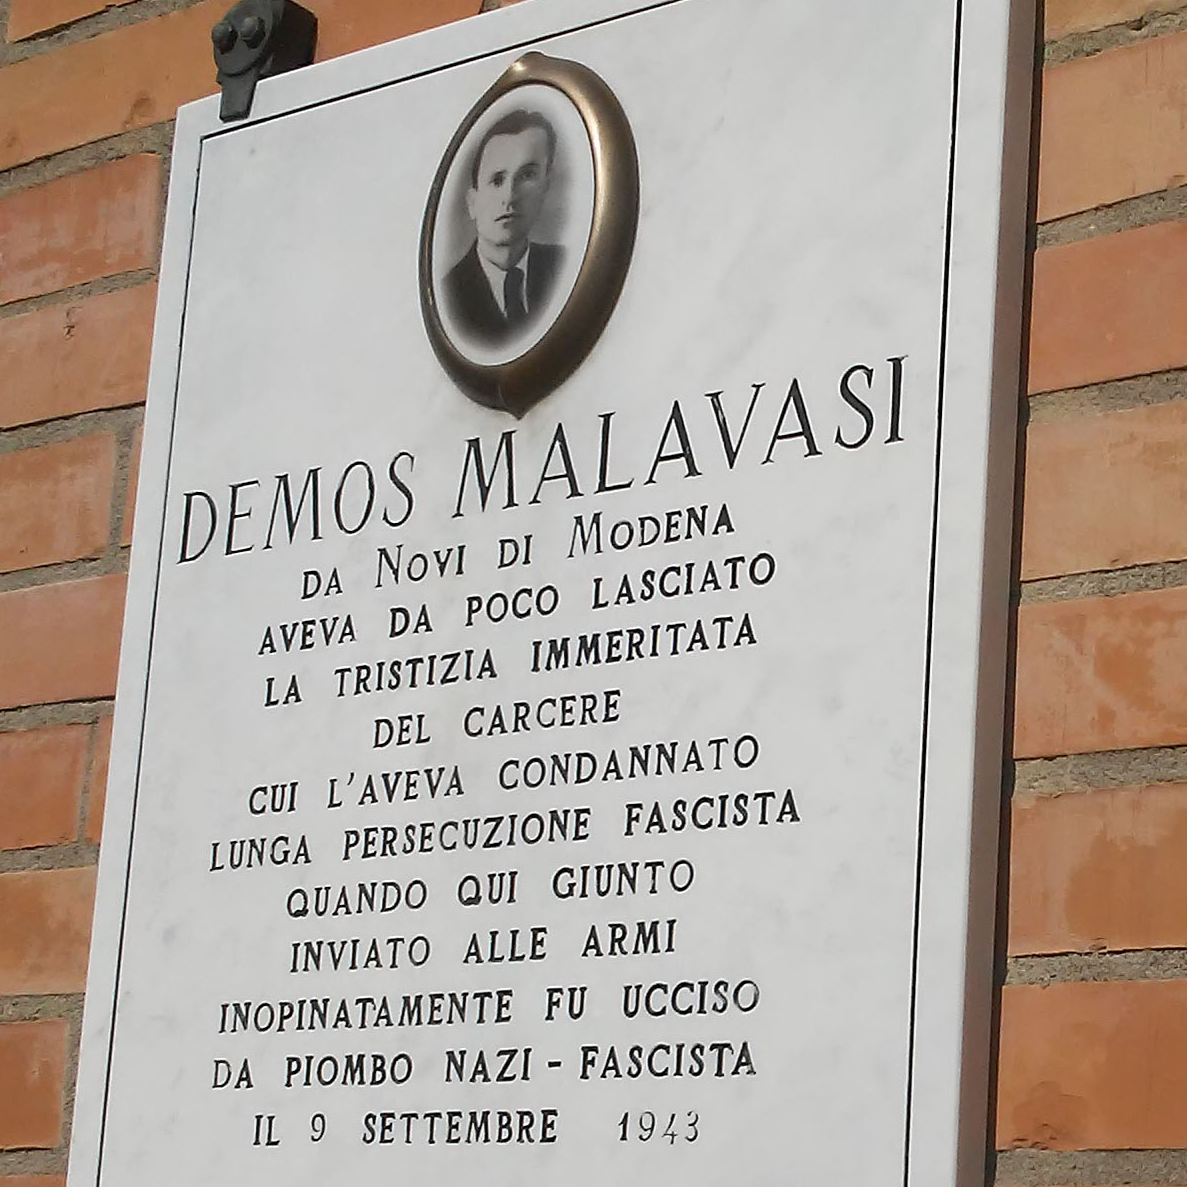 DEMOS MALAVASI
DA NOVI DI MODENA
AVEVA DA POCO LASCIATO
LA TRISTIZIA IMMERITATA
DEL CARCERE
CUI L'AVEVA CONDANNATO
LUNGA PERSECUZIONE FASCISTA
QUANDO QUI GIUNTO
INVIATO ALLE ARMI
INOPINATAMENTE FU UCCISO
DA PIOMBO NAZI - FASCISTA
IL 9 SETTEMBRE 1943